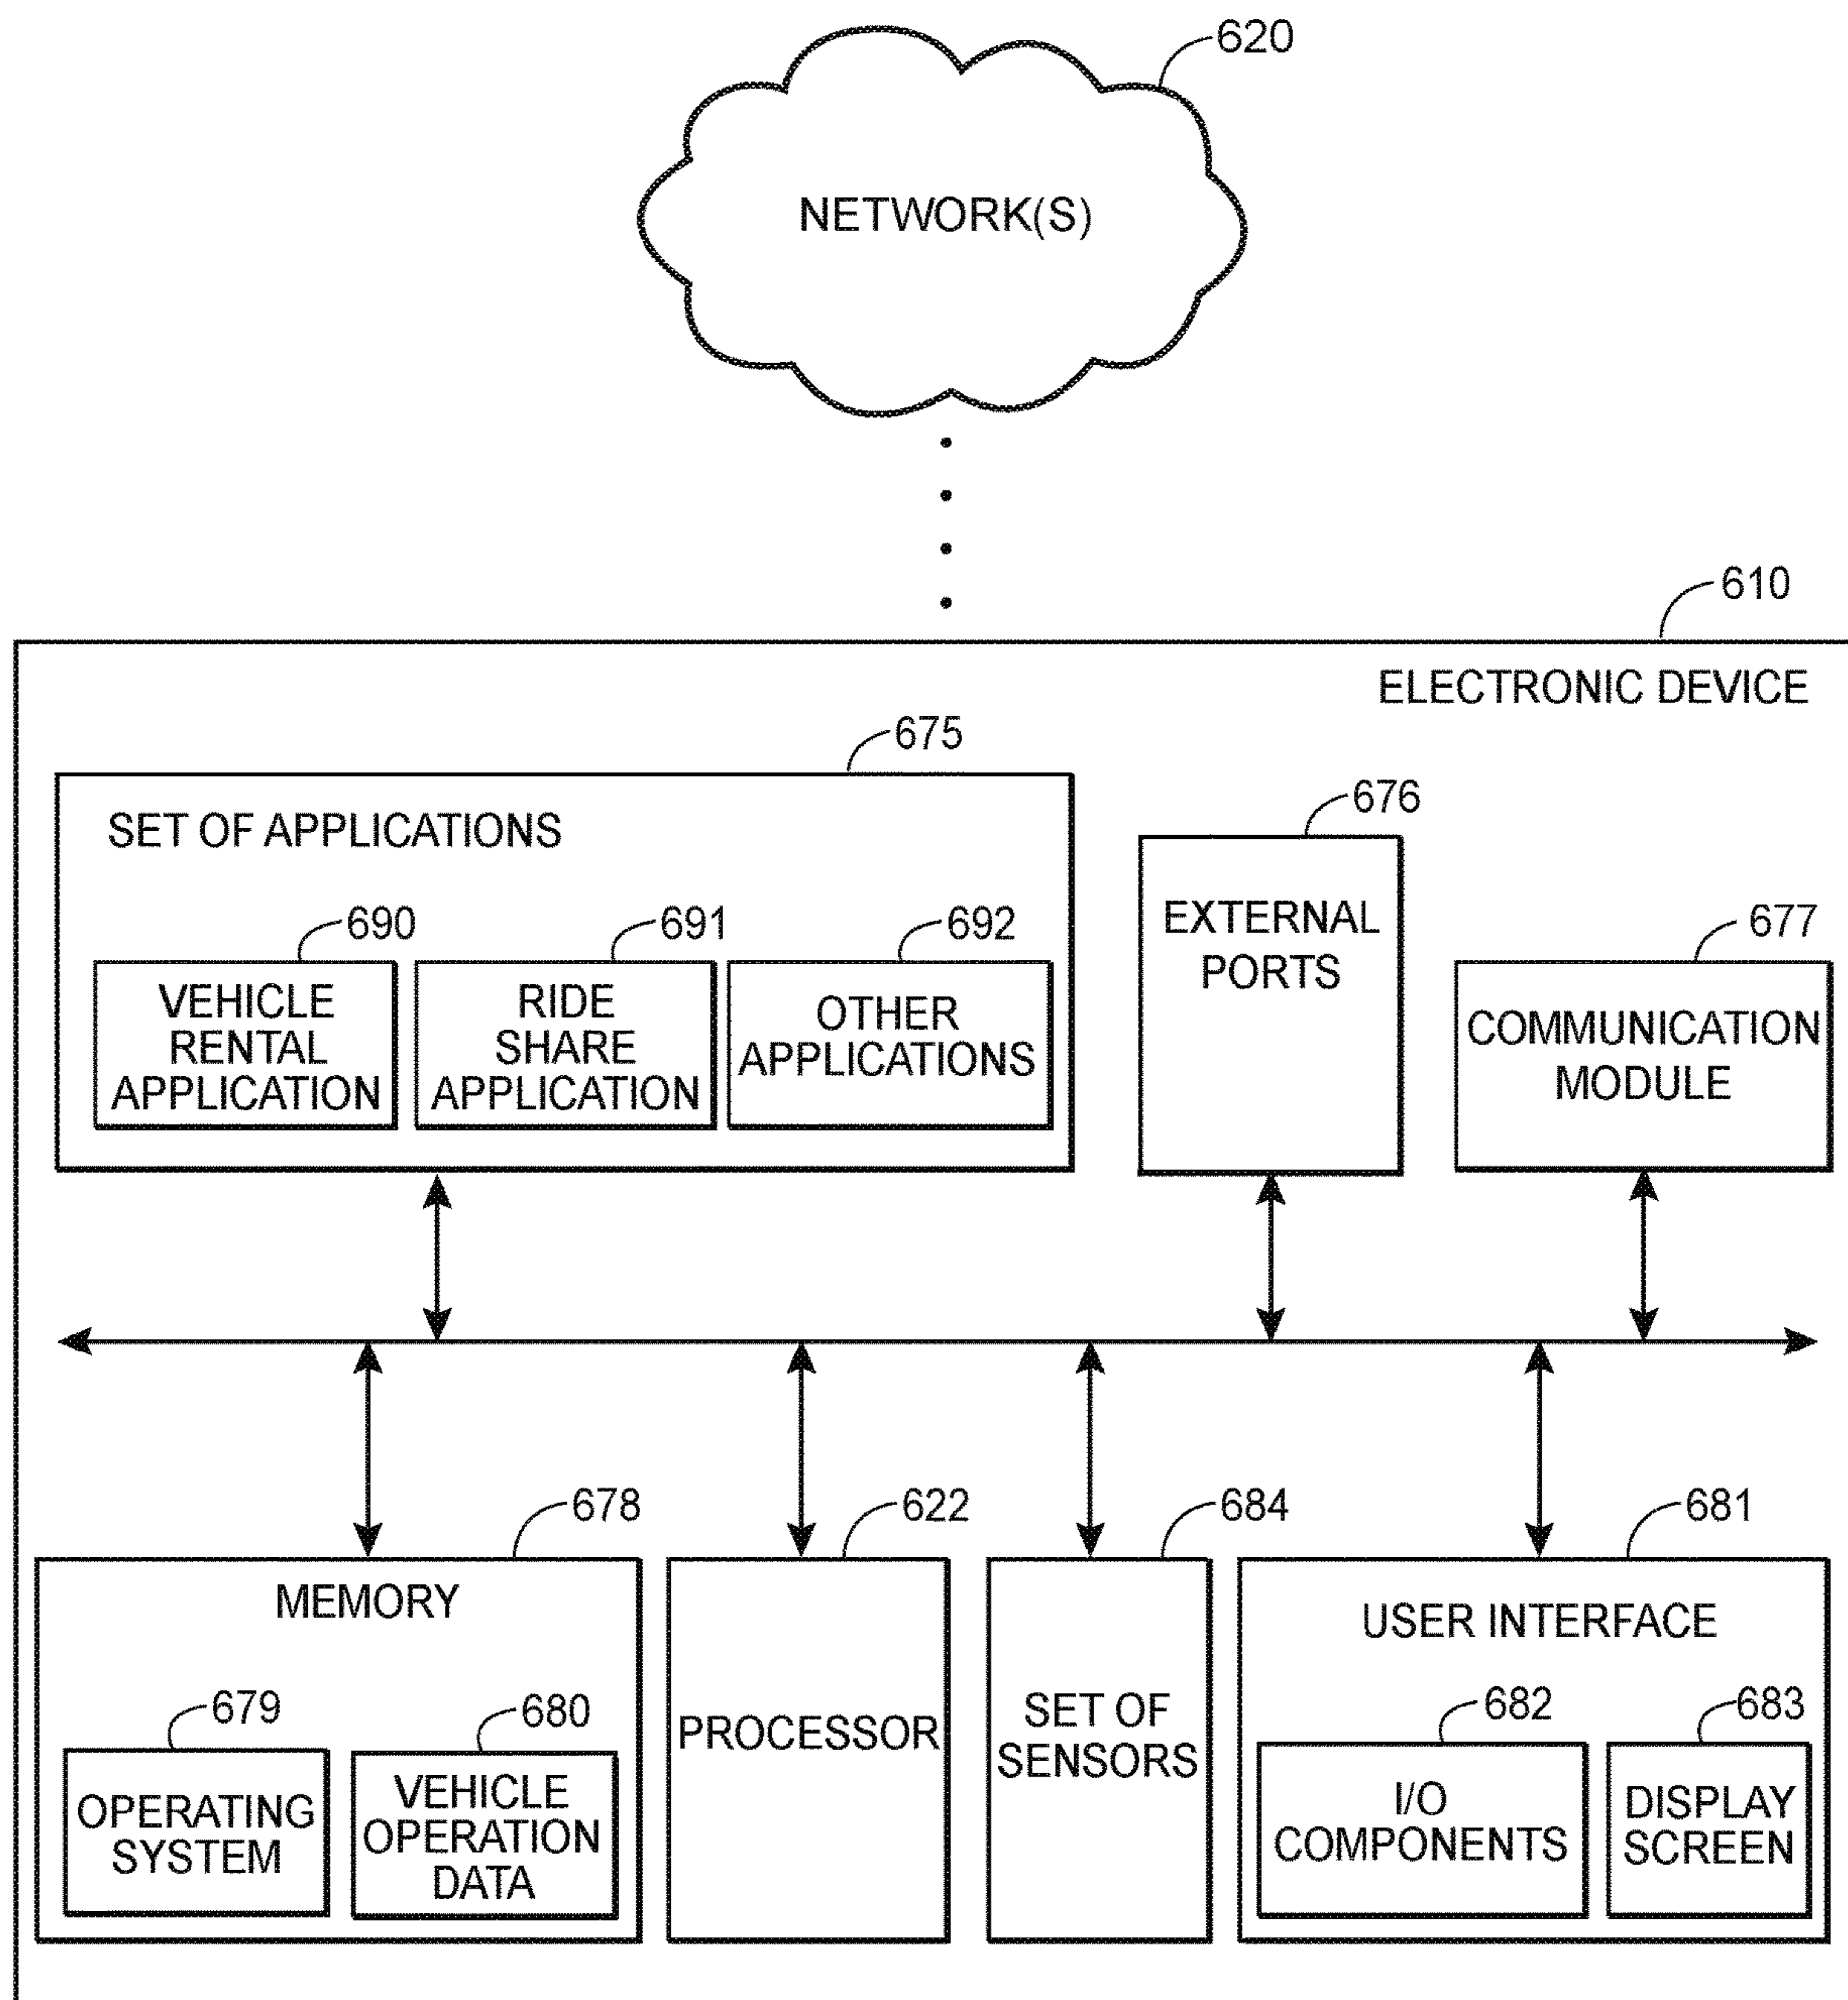 620
NETWORK(S)
610
ELECTRONIC DEVICE
675
SET OF APPLICATIONS
676
EXTERNAL
PORTS
677
COMMUNICATION
MODULE
690
VEHICLE
RENTAL
APPLICATION
691
RIDE
SHARE
APPLICATION
692
OTHER
APPLICATIONS
678
MEMORY
679
OPERATING
SYSTEM
680
VEHICLE
OPERATION
DATA
622
PROCESSOR
684
SET OF
SENSORS
681
USER INTERFACE
682
I/O
COMPONENTS
683
DISPLAY
SCREEN